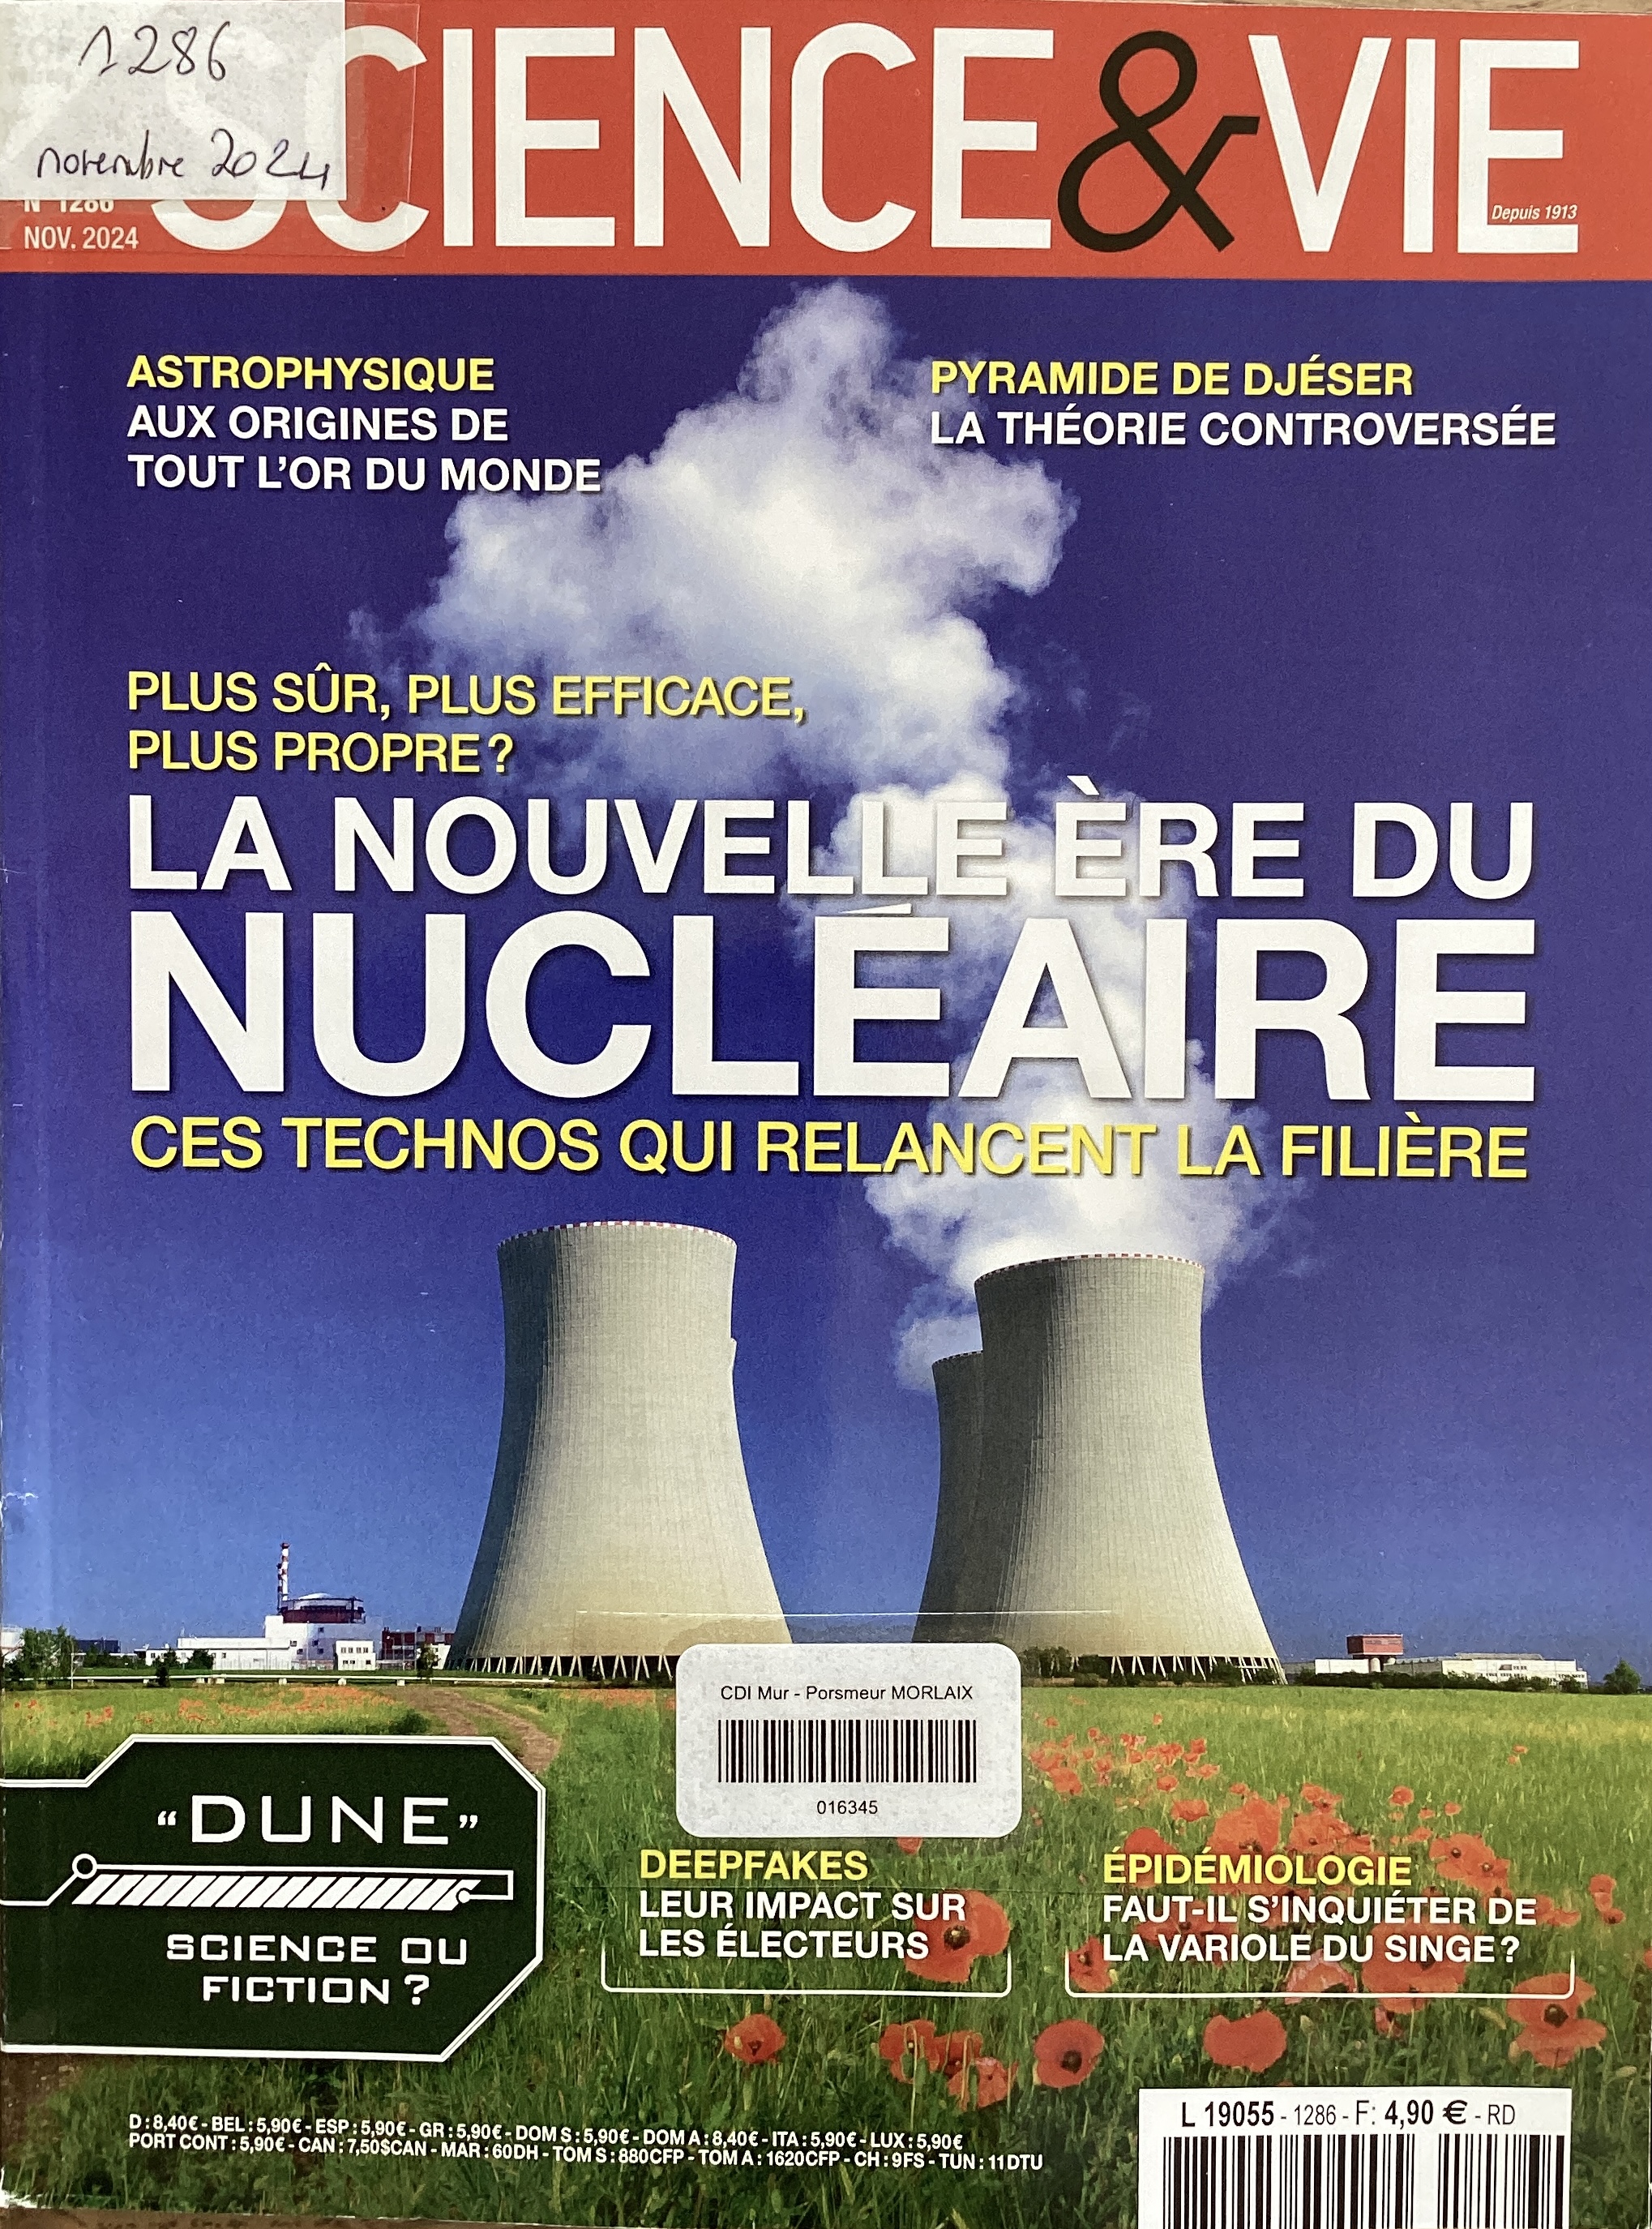 1286
novembre 2024
SCIENCE&VIE
N° 1286
NOV. 2024
Depuis 1913
ASTROPHYSIQUE
AUX ORIGINES DE
TOUT L'OR DU MONDE
PYRAMIDE DE DJÉSER
LA THÉORIE CONTROVERSÉE
PLUS SÛR, PLUS EFFICACE,
PLUS PROPRE ?
LA NOUVELLE ÈRE DU
NUCLÉAIRE
CES TECHNOS QUI RELANCENT LA FILIÈRE
CDI Mur - Porsmeur MORLAIX
016345
"DUNE"
SCIENCE OU
FICTION ?
DEEPFAKES
LEUR IMPACT SUR
LES ÉLECTEURS
ÉPIDÉMIOLOGIE
FAUT-IL S'INQUIÉTER DE
LA VARIOLE DU SINGE ?
D : 8,40€ - BEL : 5,90€ - ESP : 5,90€ - GR : 5,90€ - DOM S : 5,90€ - DOM A : 8,40€ - ITA : 5,90€ - LUX : 5,90€
PORT CONT : 5,90€ - CAN : 7,50$CAN - MAR : 60DH - TOM S : 880CFP - TOM A : 1620CFP - CH : 9FS - TUN : 11DTU
L 19055 - 1286 - F: 4,90 € - RD